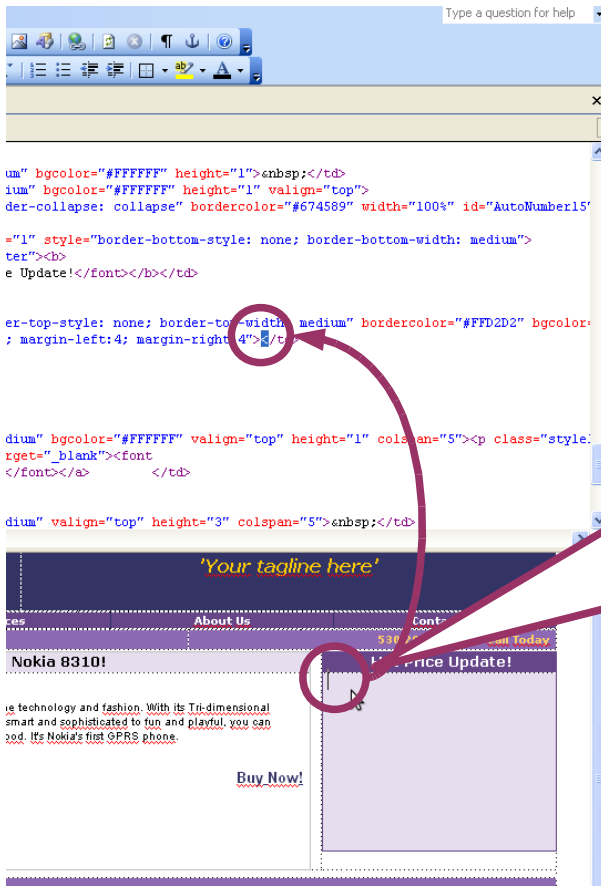 Type a question for help
um" bgcolor="#FFFFFF" height="1">&nbsp;</td>
ium" bgcolor="#FFFFFF" height="1" valign="top">
der-collapse: collapse" bordercolor="#674589" width="100%" id="AutoNumber15"
="1" style="border-bottom-style: none; border-bottom-width: medium">
ter"><b>
e Update!</font></b></td>
er-top-style: none; border-top-width: medium" bordercolor="#FFD2D2" bgcolor=
; margin-left:4; margin-right:4"></td>
dium" bgcolor="#FFFFFF" valign="top" height="1" colspan="5"><p class="style
rget="_blank"><font
</font></a> </td>
dium" valign="top" height="3" colspan="5">&nbsp;</td>
'Your tagline here'
ces About Us Conta
530 Call Today
Nokia 8310! Price Update!
e technology and fashion. With its Tri-dimensional
smart and sophisticated to fun and playful, you can
ood. It's Nokia's first GPRS phone.
Buy Now!